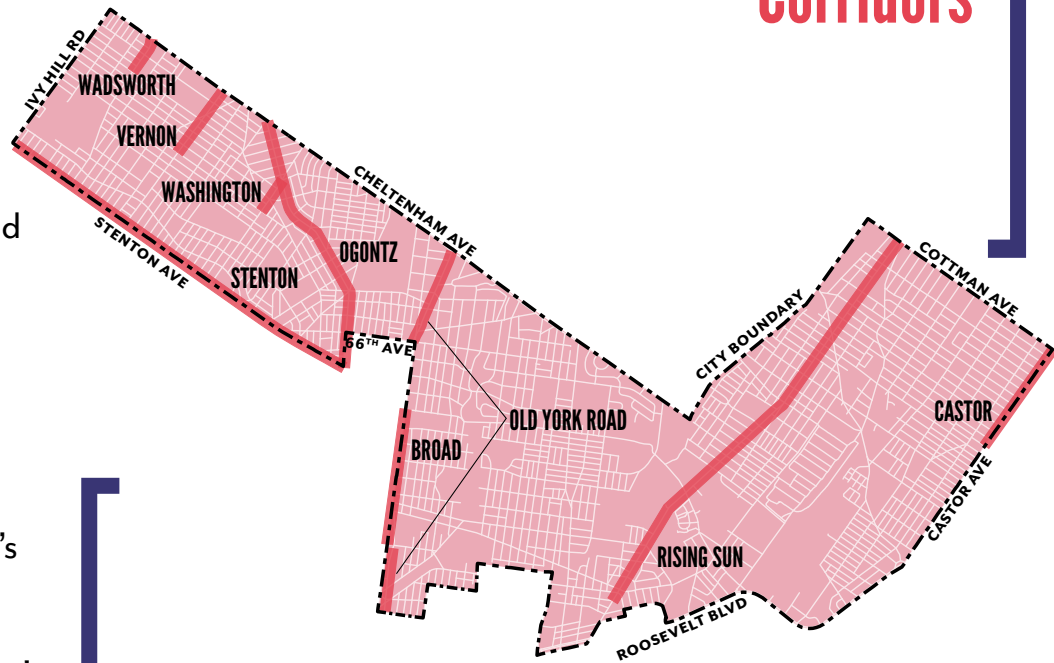 Corridors
IVY HILL RD
WADSWORTH
VERNON
WASHINGTON
CHELTENHAM AVE
d
STENTON AVE
OGONTZ
STENTON
COTTMAN AVE
CITY BOUNDARY
66TH AVE
OLD YORK ROAD
CASTOR
BROAD
CASTOR AVE
's
RISING SUN
ROOSEVELT BLVD